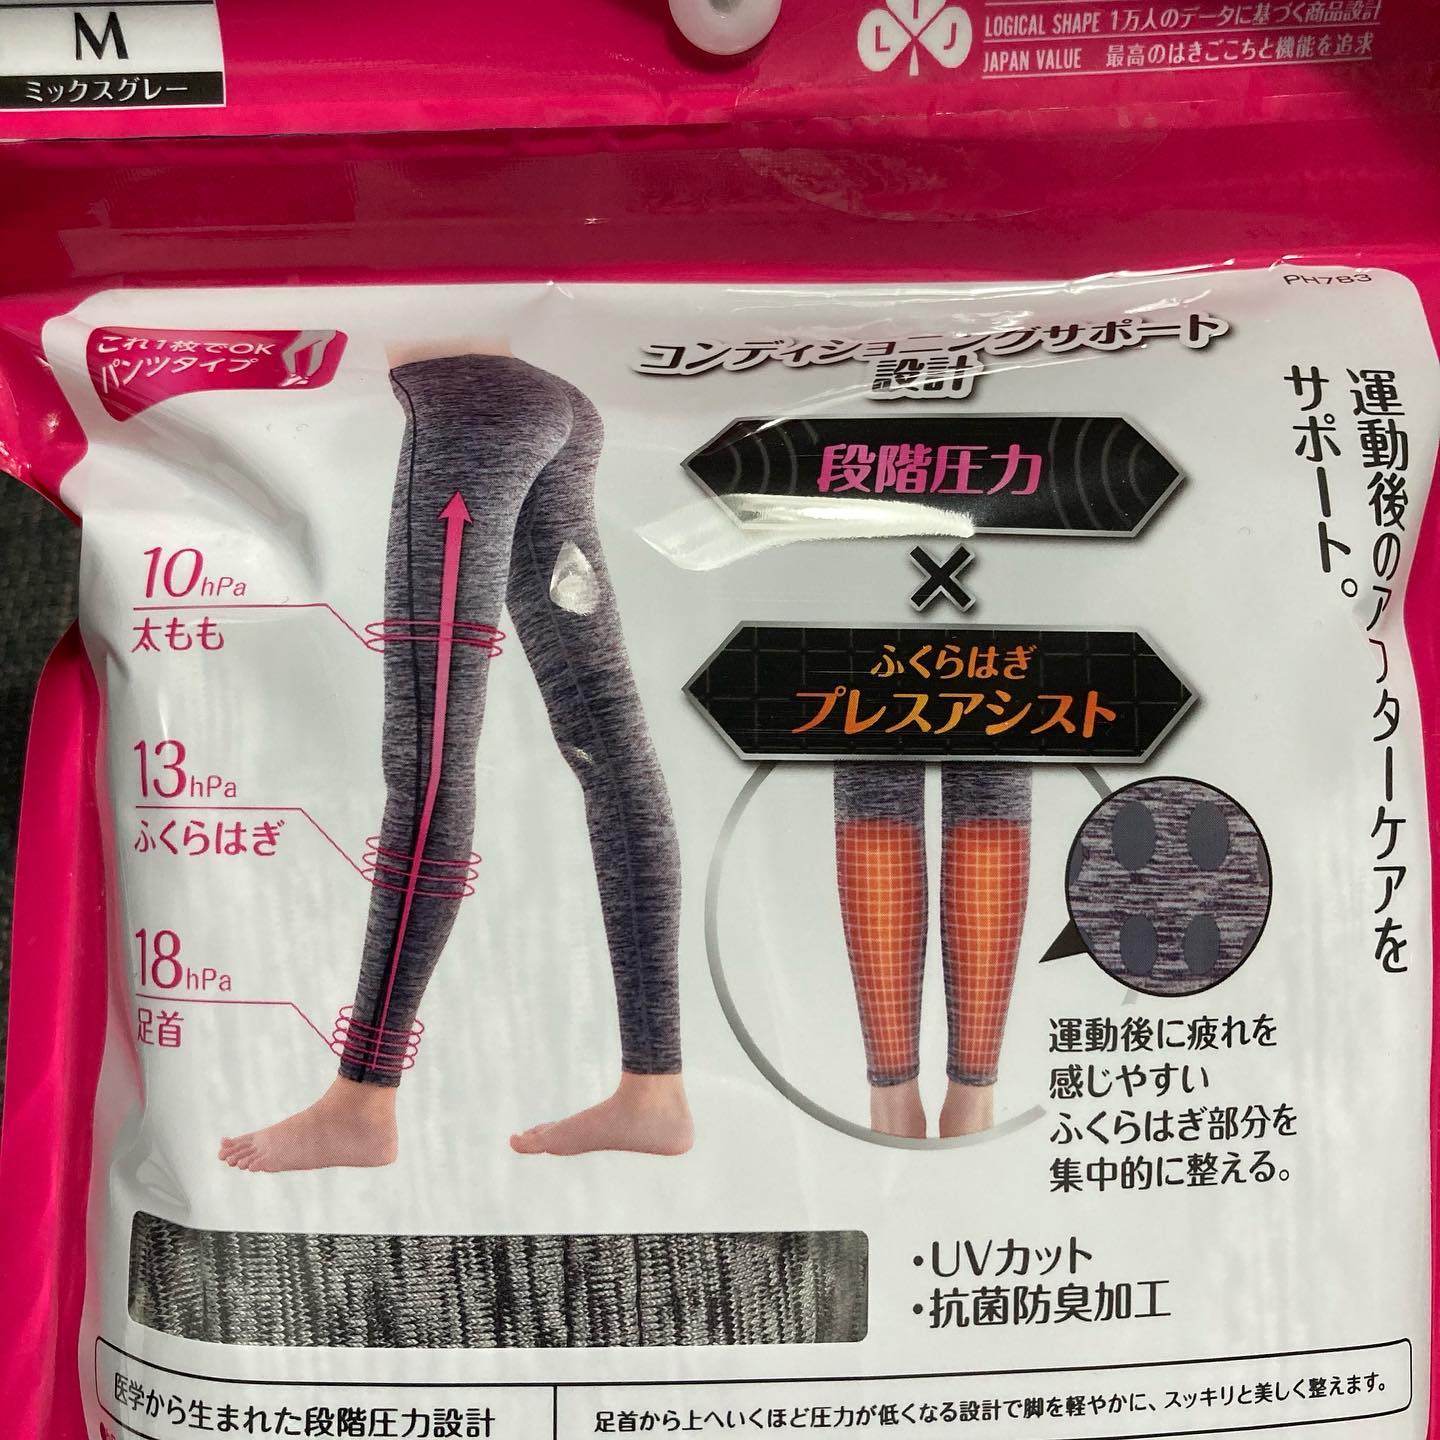 M
ミックスグレー
L I J
LOGICAL SHAPE 1万人のデータに基づく商品設計
JAPAN VALUE 最高のはきごこちと機能を追求
PH783
これ1枚でOK
パンツタイプ
コンディショニングサポート
設計
運動後のアフターケアを
サポート。
段階圧力
×
ふくらはぎ
プレスアシスト
10hPa
太もも
13hPa
ふくらはぎ
18hPa
足首
運動後に疲れを
感じやすい
ふくらはぎ部分を
集中的に整える。
・UVカット
・抗菌防臭加工
医学から生まれた段階圧力設計
足首から上へいくほど圧力が低くなる設計で脚を軽やかに、スッキリと美しく整えます。